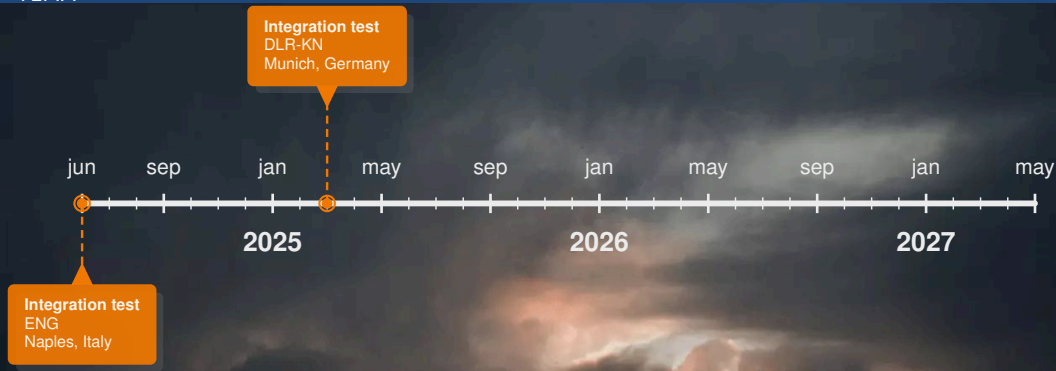 Integration test
DLR-KN
Munich, Germany
jun sep jan may sep jan may sep jan may
2025 2026 2027
Integration test
ENG
Naples, Italy